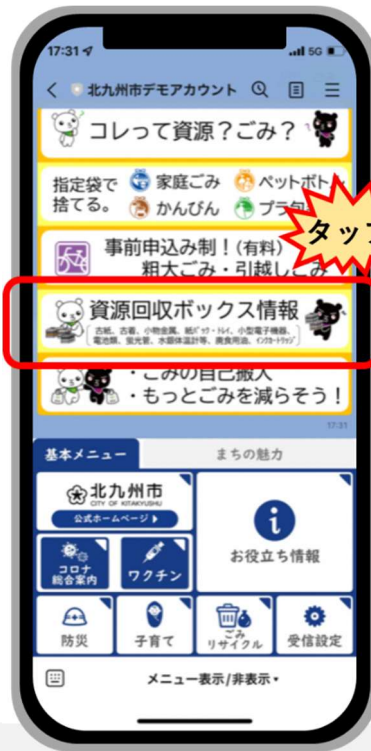 17:31
5G
北九州市デモアカウント
コレって資源?ごみ?
指定袋で
捨てる。
家庭ごみ
ペットボトル
かんびん
プラ包
タップ
事前申込み制!(有料)
粗大ごみ・引越しごみ
資源回収ボックス情報
古紙、古着、小物金属、紙パック・トレイ、小型電子機器、
電池類、蛍光管、水銀体温計等、廃食用油、インクカートリッジ
・ごみの自己搬入
・もっとごみを減らそう!
17:31
基本メニュー
まちの魅力
北九州市
CITY OF KITAKYUSHU
公式ホームページ
お役立ち情報
コロナ
総合案内
ワクチン
防災
子育て
ごみ
リサイクル
受信設定
メニュー表示/非表示